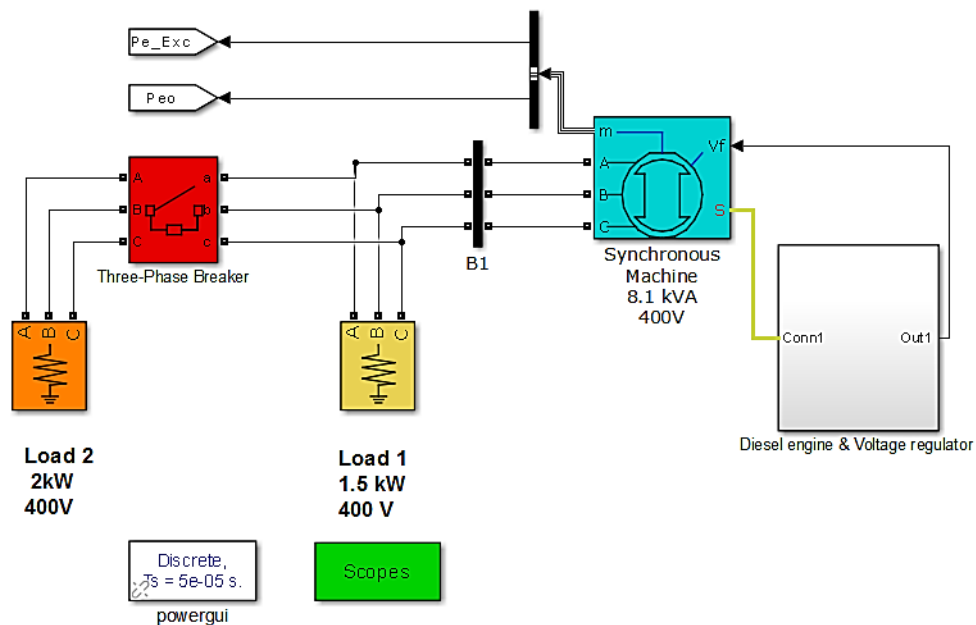 Pe_Exc
Peo
m
Vf
A
B
C
S
A
B
C
a
b
c
Three-Phase Breaker
B1
Synchronous
Machine
8.1 kVA
400V
A
B
C
A
B
C
Conn1
Out1
Diesel engine & Voltage regulator
Load 2
2kW
400V
Load 1
1.5 kW
400 V
Discrete,
Ts = 5e-05 s.
powergui
Scopes